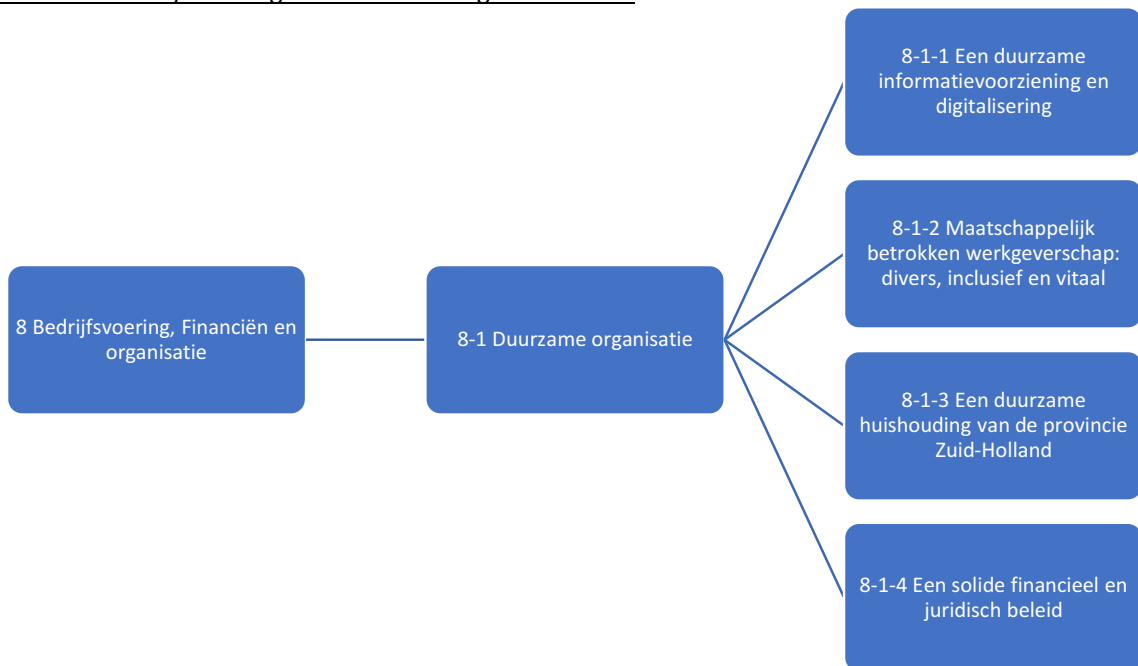 8 Bedrijfsvoering, Financiën en
organisatie
8-1 Duurzame organisatie
8-1-1 Een duurzame
informatievoorziening en
digitalisering
8-1-2 Maatschappelijk
betrokken werkgeverschap:
divers, inclusief en vitaal
8-1-3 Een duurzame
huishouding van de provincie
Zuid-Holland
8-1-4 Een solide financieel en
juridisch beleid